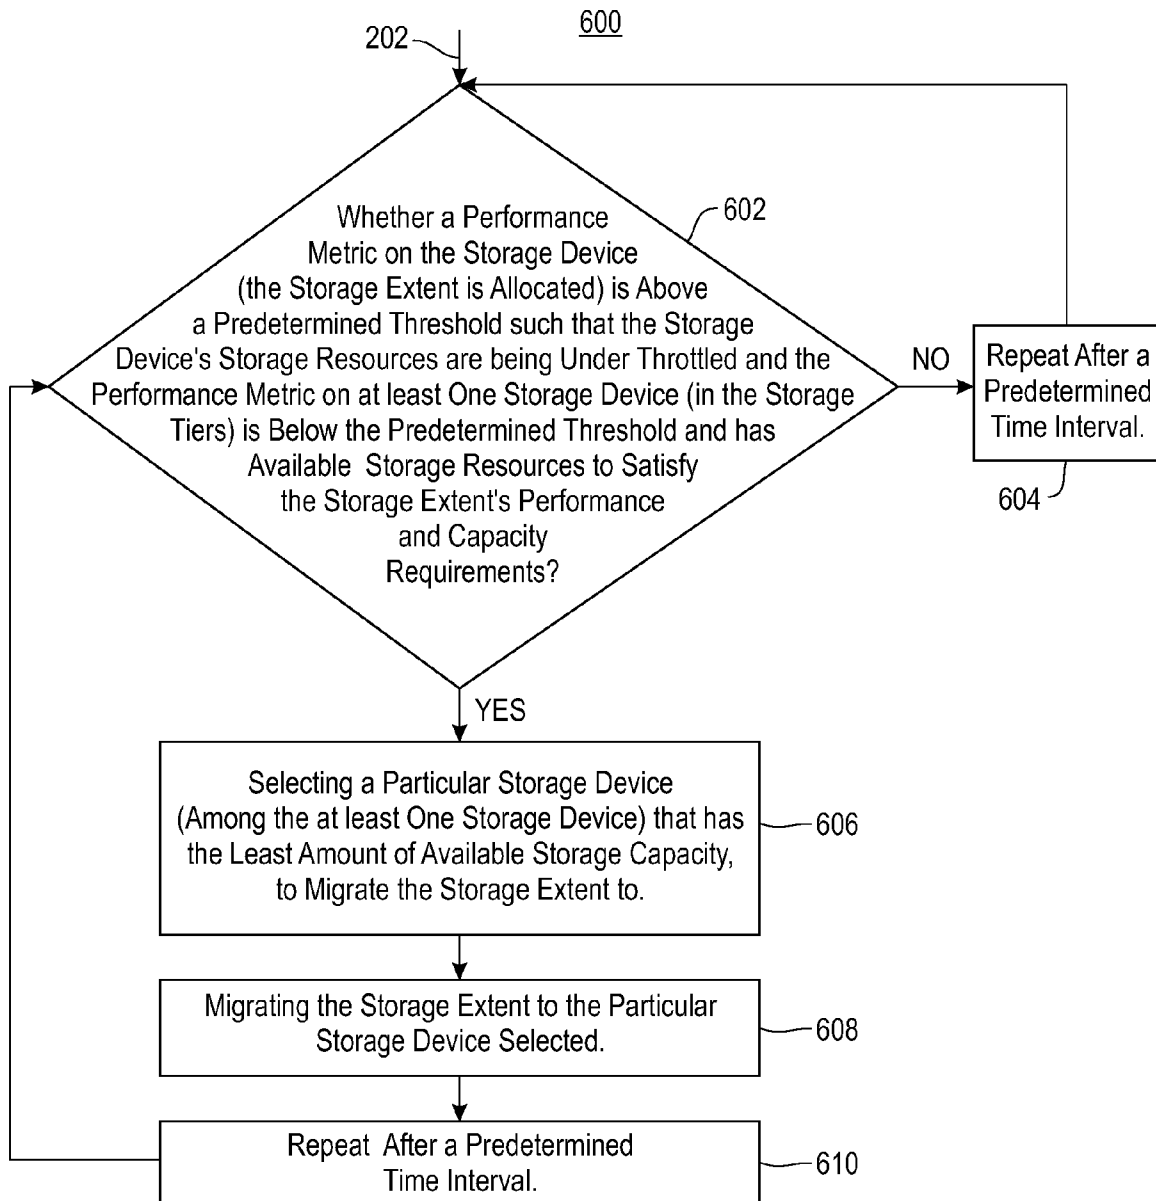 600
202
Whether a Performance
Metric on the Storage Device
(the Storage Extent is Allocated) is Above
a Predetermined Threshold such that the Storage
Device's Storage Resources are being Under Throttled and the
Performance Metric on at least One Storage Device (in the Storage
Tiers) is Below the Predetermined Threshold and has
Available Storage Resources to Satisfy
the Storage Extent's Performance
and Capacity
Requirements?
602
NO
Repeat After a
Predetermined
Time Interval.
604
YES
Selecting a Particular Storage Device
(Among the at least One Storage Device) that has
the Least Amount of Available Storage Capacity,
to Migrate the Storage Extent to.
606
Migrating the Storage Extent to the Particular
Storage Device Selected.
608
Repeat After a Predetermined
Time Interval.
610